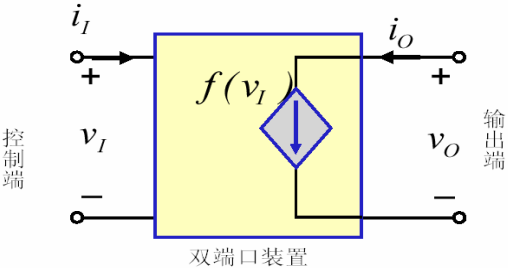 i_I
i_O
+
+
f(v_I)
控制端
v_I
v_O
输出端
−
−
双端口装置